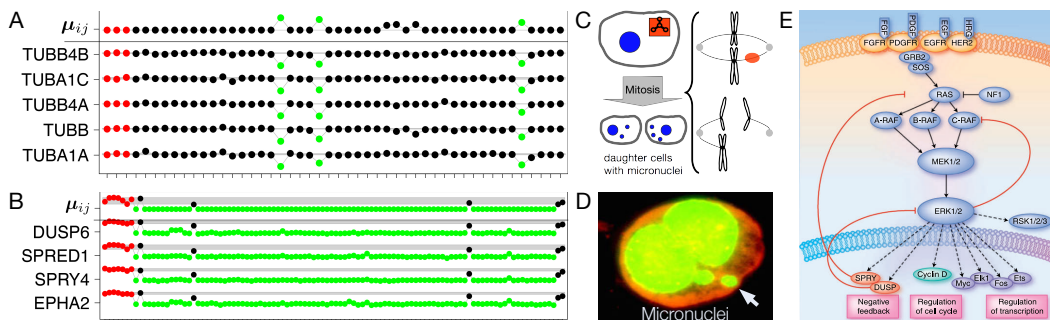 A
μij
TUBB4B
TUBA1C
TUBB4A
TUBB
TUBA1A
B
μij
DUSP6
SPRED1
SPRY4
EPHA2
C
Mitosis
daughter cells
with micronuclei
D
Micronuclei
E
FGF
PDGF
EGF
HRG
FGFR
PDGFR
EGFR
HER2
GRB2
SOS
RAS
NF1
A-RAF
B-RAF
C-RAF
MEK1/2
ERK1/2
RSK1/2/3
SPRY
DUSP
Cyclin D
Myc
Elk1
Fos
Ets
Negative
feedback
Regulation
of cell cycle
Regulation
of transcription